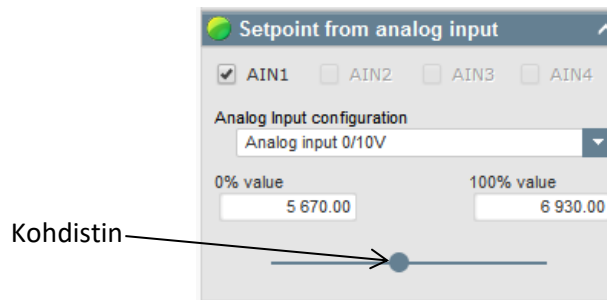 Setpoint from analog input
AIN1 AIN2 AIN3 AIN4
Analog Input configuration
Analog input 0/10V
0% value 100% value
5 670.00 6 930.00
Kohdistin